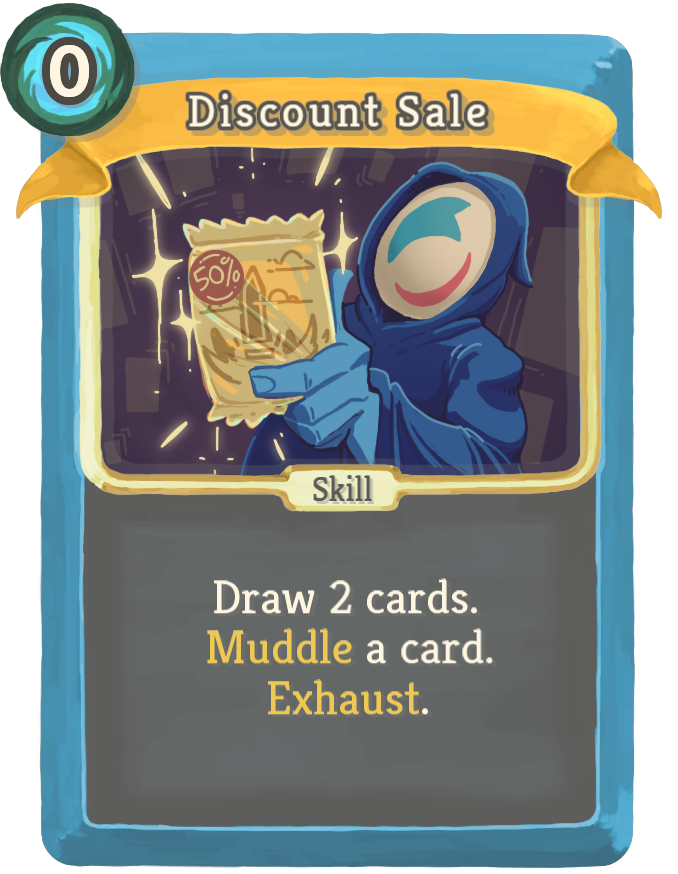 0
Discount Sale
50%
Skill
Draw 2 cards.
Muddle a card.
Exhaust.